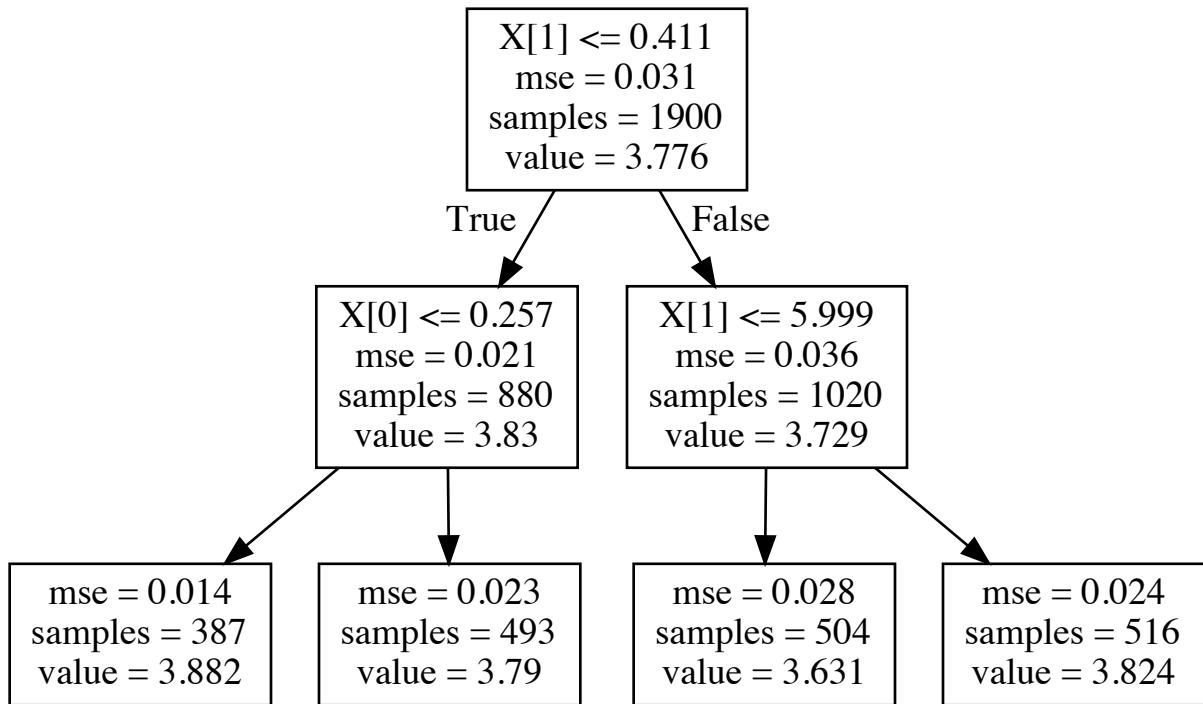 X[1] <= 0.411
mse = 0.031
samples = 1900
value = 3.776
True
False
X[0] <= 0.257
mse = 0.021
samples = 880
value = 3.83
X[1] <= 5.999
mse = 0.036
samples = 1020
value = 3.729
mse = 0.014
samples = 387
value = 3.882
mse = 0.023
samples = 493
value = 3.79
mse = 0.028
samples = 504
value = 3.631
mse = 0.024
samples = 516
value = 3.824